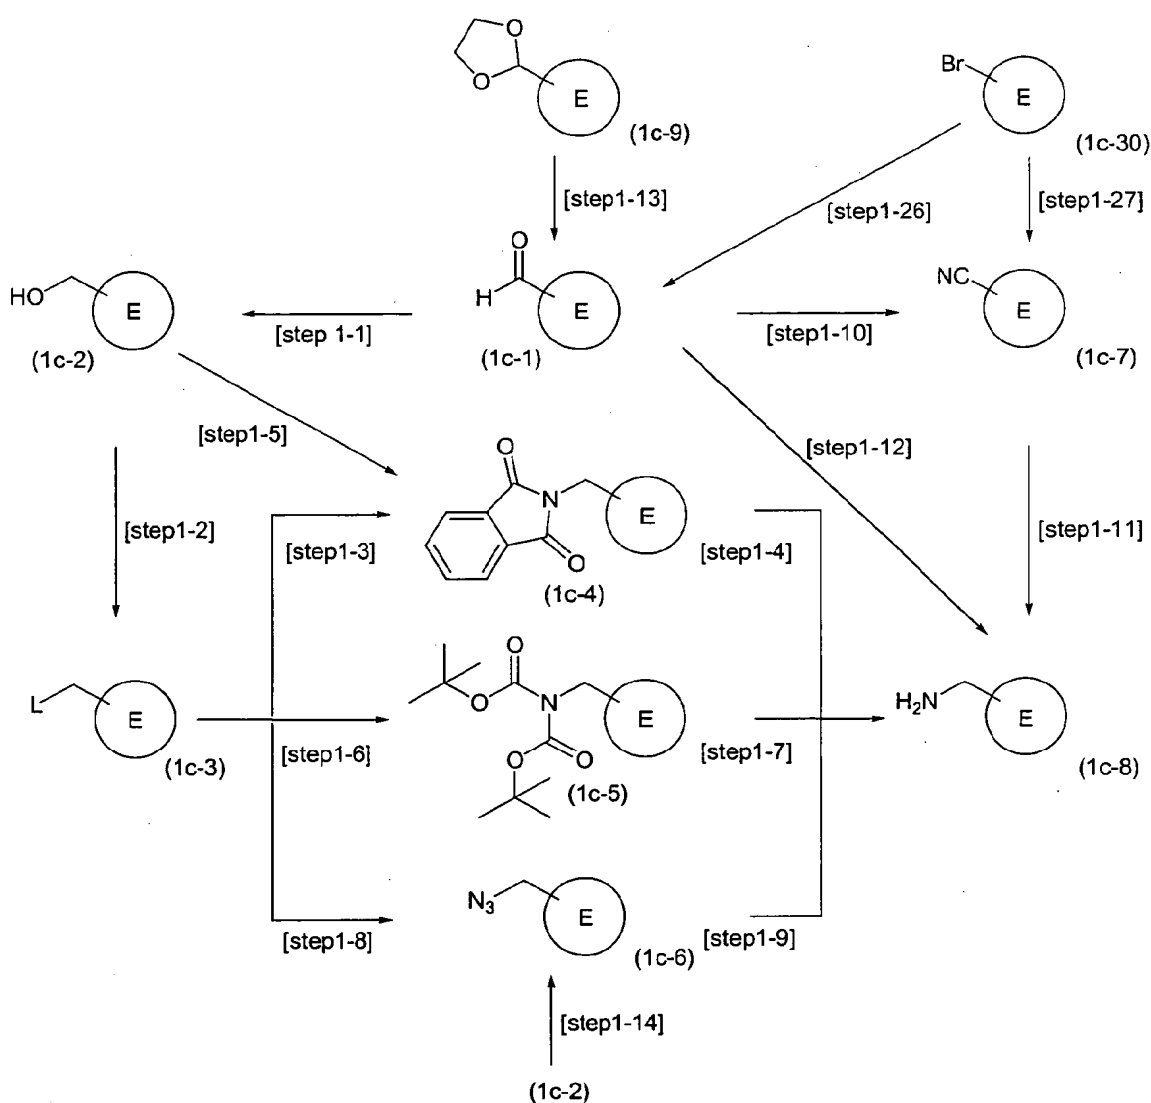 O
O
E
(1c-9)
Br
E
(1c-30)
[step1-13]
[step1-26]
[step1-27]
HO
E
(1c-2)
[step 1-1]
O
H
E
(1c-1)
[step1-10]
NC
E
(1c-7)
[step1-5]
[step1-12]
[step1-2]
[step1-3]
O
N
O
E
(1c-4)
[step1-4]
[step1-11]
L
E
(1c-3)
[step1-6]
O
O
N
O
O
E
(1c-5)
[step1-7]
H2N
E
(1c-8)
[step1-8]
N3
E
(1c-6)
[step1-9]
[step1-14]
(1c-2)